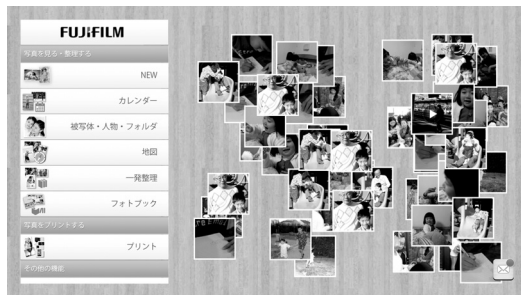 FUJIFILM
写真を見る・整理する
NEW
カレンダー
被写体・人物・フォルダ
地図
一発整理
フォトブック
写真をプリントする
プリント
その他の機能